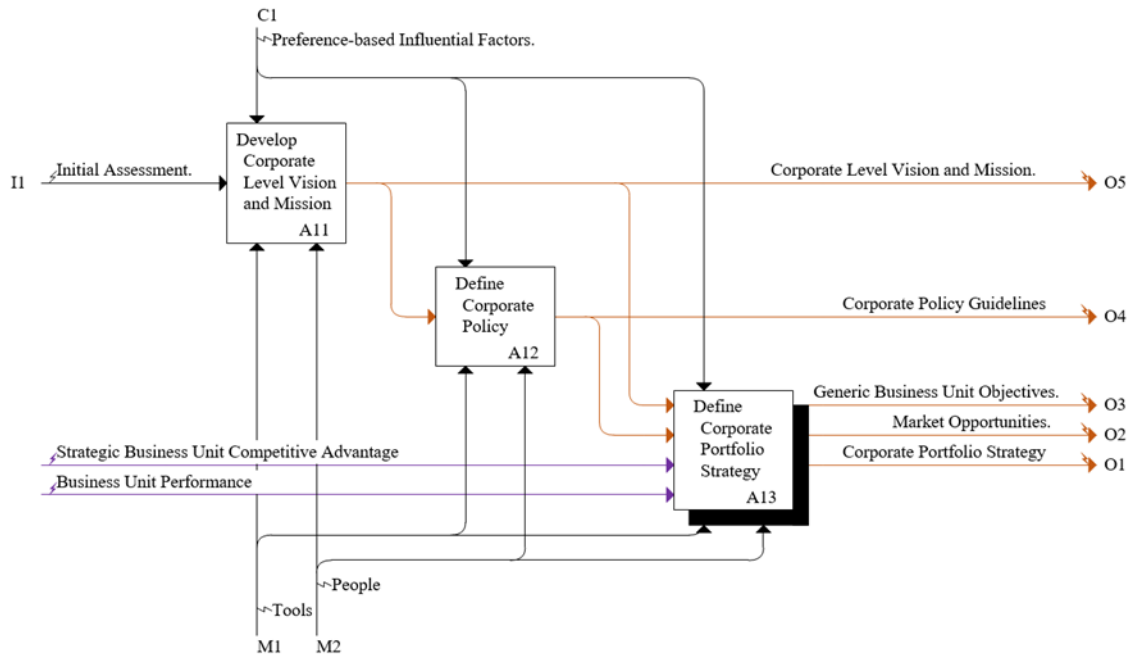 C1
Preference-based Influential Factors.
Develop
Corporate
Level Vision
and Mission
A11
I1
Initial Assessment.
Corporate Level Vision and Mission.
O5
Define
Corporate
Policy
A12
Corporate Policy Guidelines
O4
Define
Corporate
Portfolio
Strategy
A13
Generic Business Unit Objectives.
O3
Market Opportunities.
O2
Corporate Portfolio Strategy
O1
Strategic Business Unit Competitive Advantage
Business Unit Performance
People
Tools
M1
M2